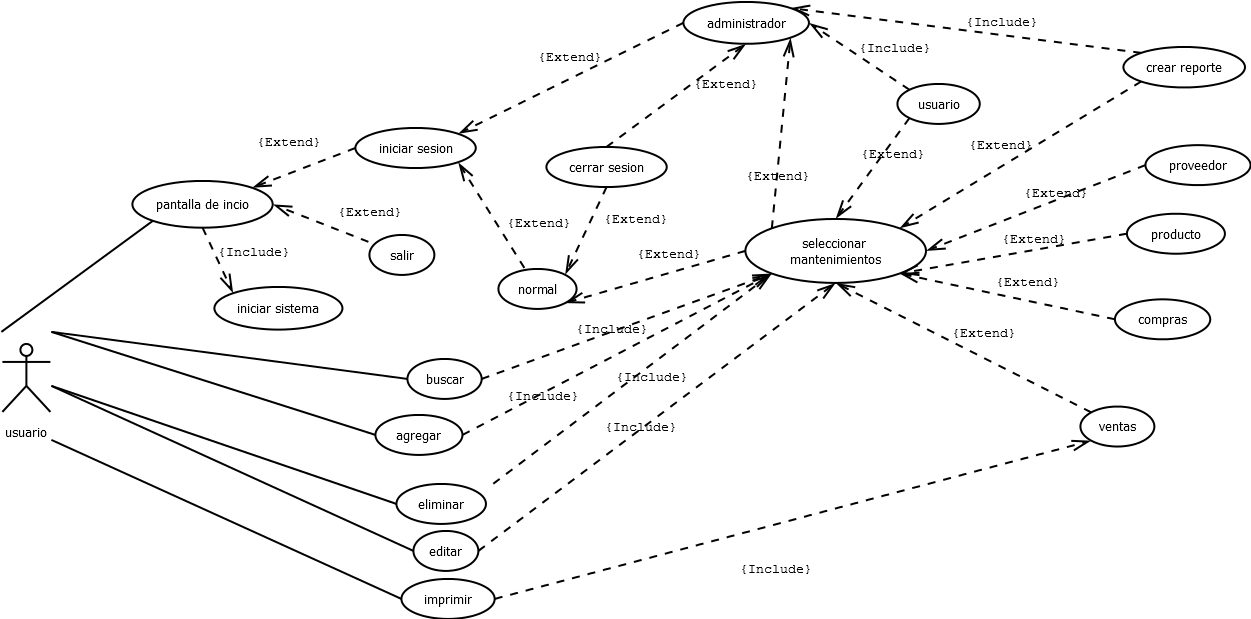 administrador
{Include}
{Include}
{Extend}
crear reporte
{Extend}
usuario
{Extend}
iniciar sesion
{Extend}
{Extend}
cerrar sesion
{Extend}
proveedor
{Extend}
{Extend}
pantalla de incio
{Extend}
{Extend}
{Extend}
producto
{Extend}
seleccionar
mantenimientos
{Include}
salir
{Extend}
{Extend}
normal
iniciar sistema
compras
{Include}
{Extend}
buscar
{Include}
{Include}
usuario
agregar
{Include}
ventas
eliminar
editar
{Include}
imprimir